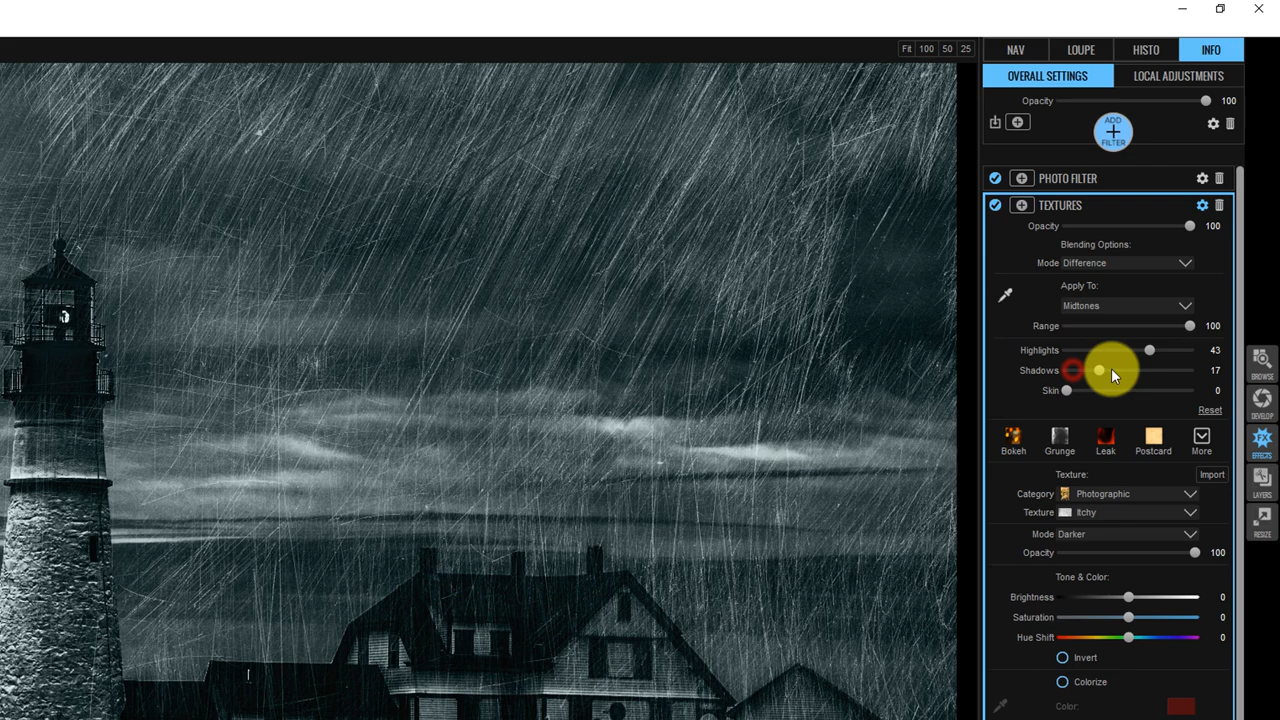 Fit 100 50 25
NAV LOUPE HISTO INFO
OVERALL SETTINGS LOCAL ADJUSTMENTS
Opacity 100
ADD
FILTER
PHOTO FILTER
TEXTURES
Opacity 100
Blending Options:
Mode Difference
Apply To:
Midtones
Range 100
Highlights 43
Shadows 17
Skin 0
Reset
Bokeh Grunge Leak Postcard More
Texture: Import
Category Photographic
Texture Itchy
Mode Darker
Opacity 100
Tone & Color:
Brightness 0
Saturation 0
Hue Shift 0
Invert
Colorize
Color:
BROWSE
DEVELOP
FX
EFFECTS
LAYERS
RESIZE